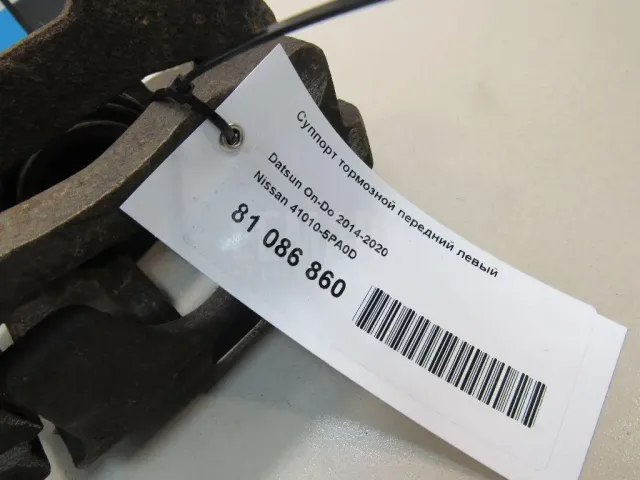 Суппорт тормозной передний левый
Datsun On-Do 2014-2020
Nissan 41010-5PA0D
81 086 860